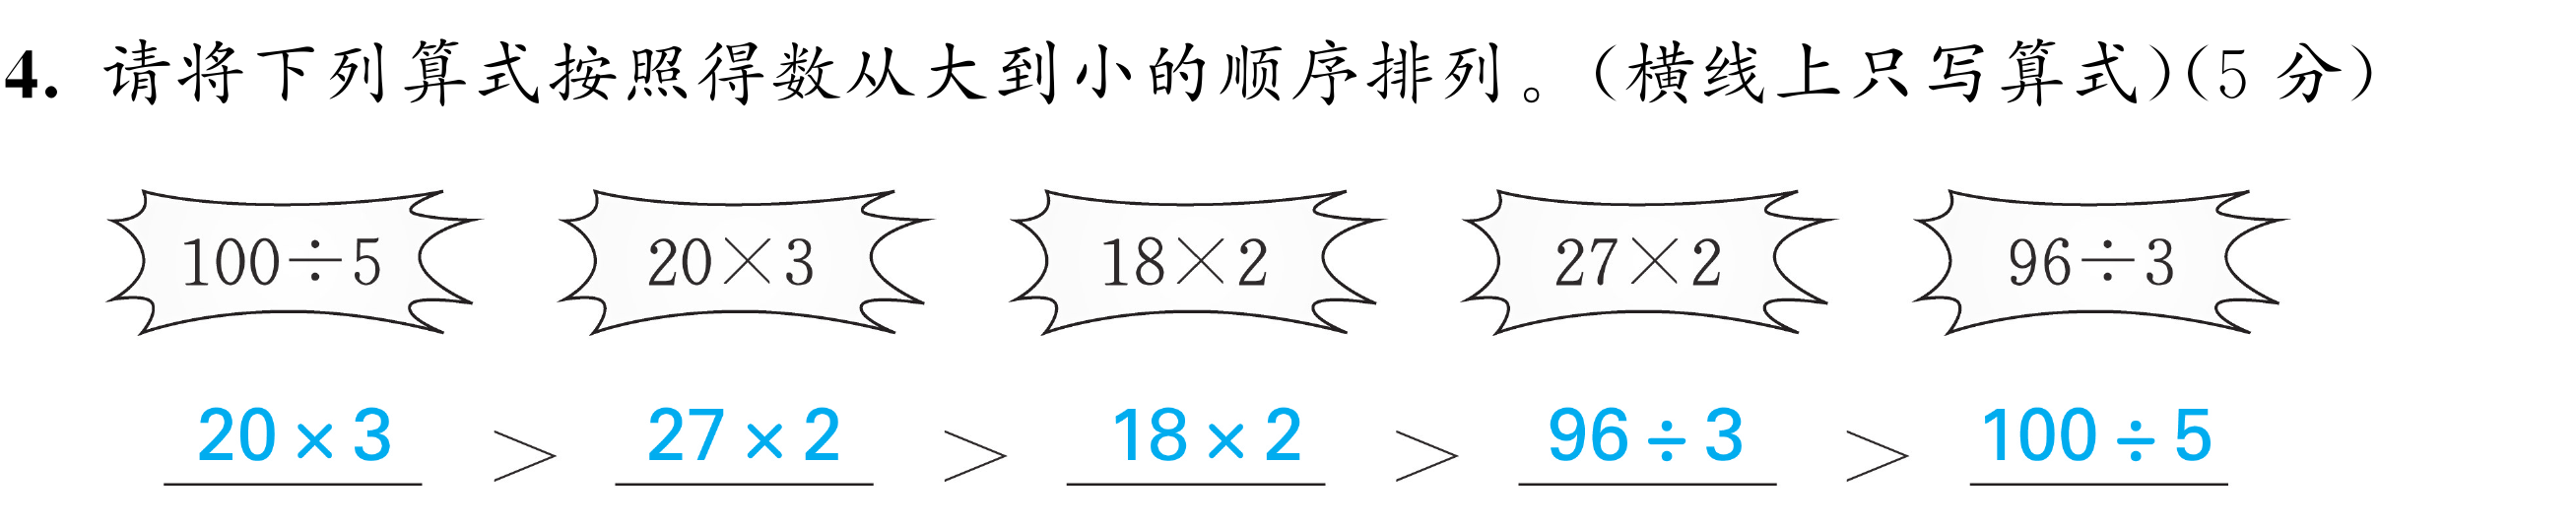 4. 请将下列算式按照得数从大到小的顺序排列。(横线上只写算式)(5 分)
100÷5 20×3 18×2 27×2 96÷3
20×3 > 27×2 > 18×2 > 96÷3 > 100÷5